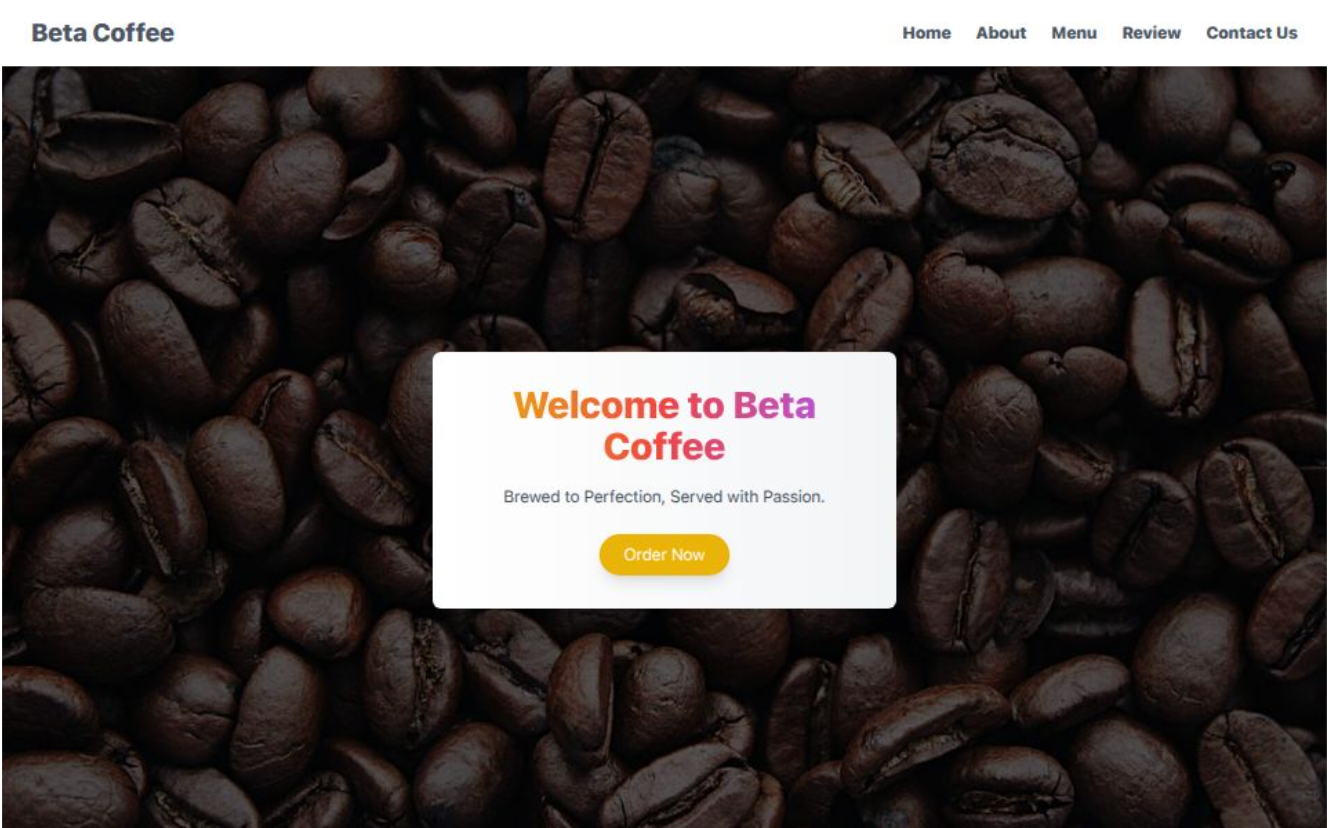 Beta Coffee
Home About Menu Review Contact Us
Welcome to Beta
Coffee
Brewed to Perfection, Served with Passion.
Order Now